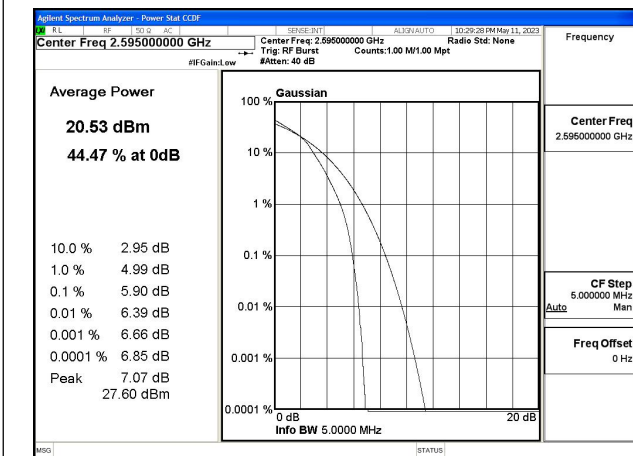 Agilent Spectrum Analyzer - Power Stat CCDF
RL RF 50 Ω AC SENSE:INT ALIGN AUTO 10:29:28 PM May 11, 2023
Center Freq 2.595000000 GHz
Center Freq: 2.595000000 GHz Radio Std: None
Trig: RF Burst Counts:1.00 M/1.00 Mpt
#IFGain:Low #Atten: 40 dB
Frequency
Average Power
20.53 dBm
44.47 % at 0dB
10.0 % 2.95 dB
1.0 % 4.99 dB
0.1 % 5.90 dB
0.01 % 6.39 dB
0.001 % 6.66 dB
0.0001 % 6.85 dB
Peak 7.07 dB
27.60 dBm
Gaussian
100 %
10 %
1 %
0.1 %
0.01 %
0.001 %
0.0001 %
0 dB 20 dB
Info BW 5.0000 MHz
Center Freq
2.595000000 GHz
CF Step
5.000000 MHz
Auto Man
Freq Offset
0 Hz
MSG STATUS